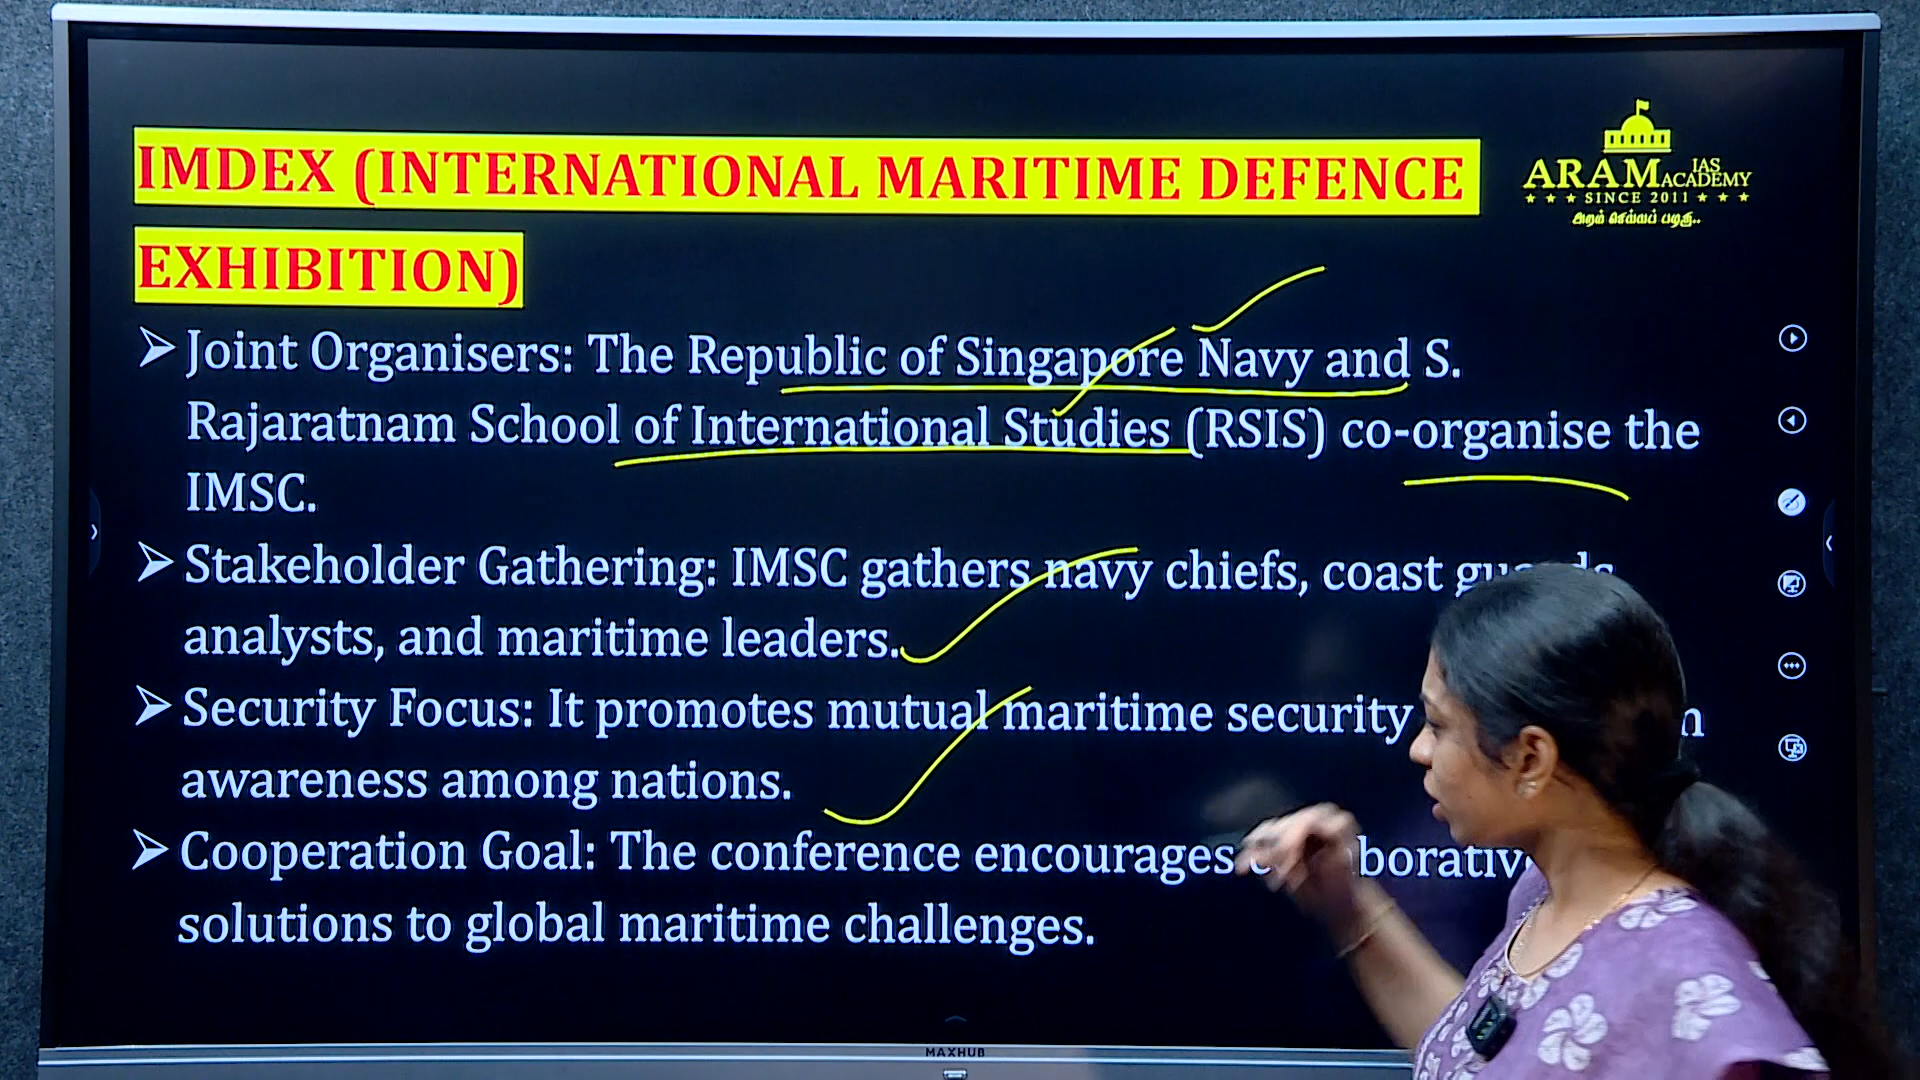 IMDEX (INTERNATIONAL MARITIME DEFENCE
EXHIBITION)
ARAM IAS ACADEMY
★ ★ ★ SINCE 2011 ★ ★ ★
அறம் செய்யப் பழகு..
➢ Joint Organisers: The Republic of Singapore Navy and S.
Rajaratnam School of International Studies (RSIS) co-organise the
IMSC.
➢ Stakeholder Gathering: IMSC gathers navy chiefs, coast guards
analysts, and maritime leaders.
➢ Security Focus: It promotes mutual maritime security
awareness among nations.
➢ Cooperation Goal: The conference encourages
solutions to global maritime challenges.
MAXHUB